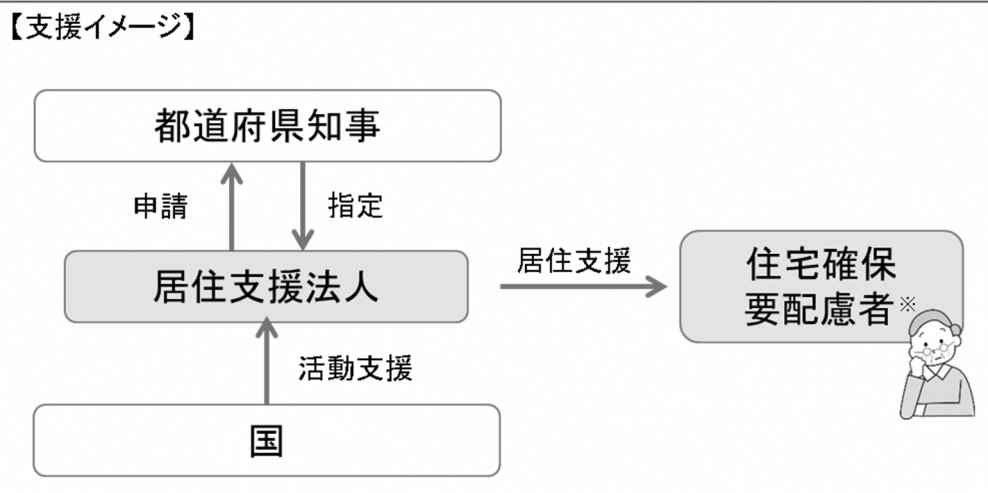 【支援イメージ】
都道府県知事
申請
指定
居住支援法人
居住支援
住宅確保
要配慮者※
活動支援
国